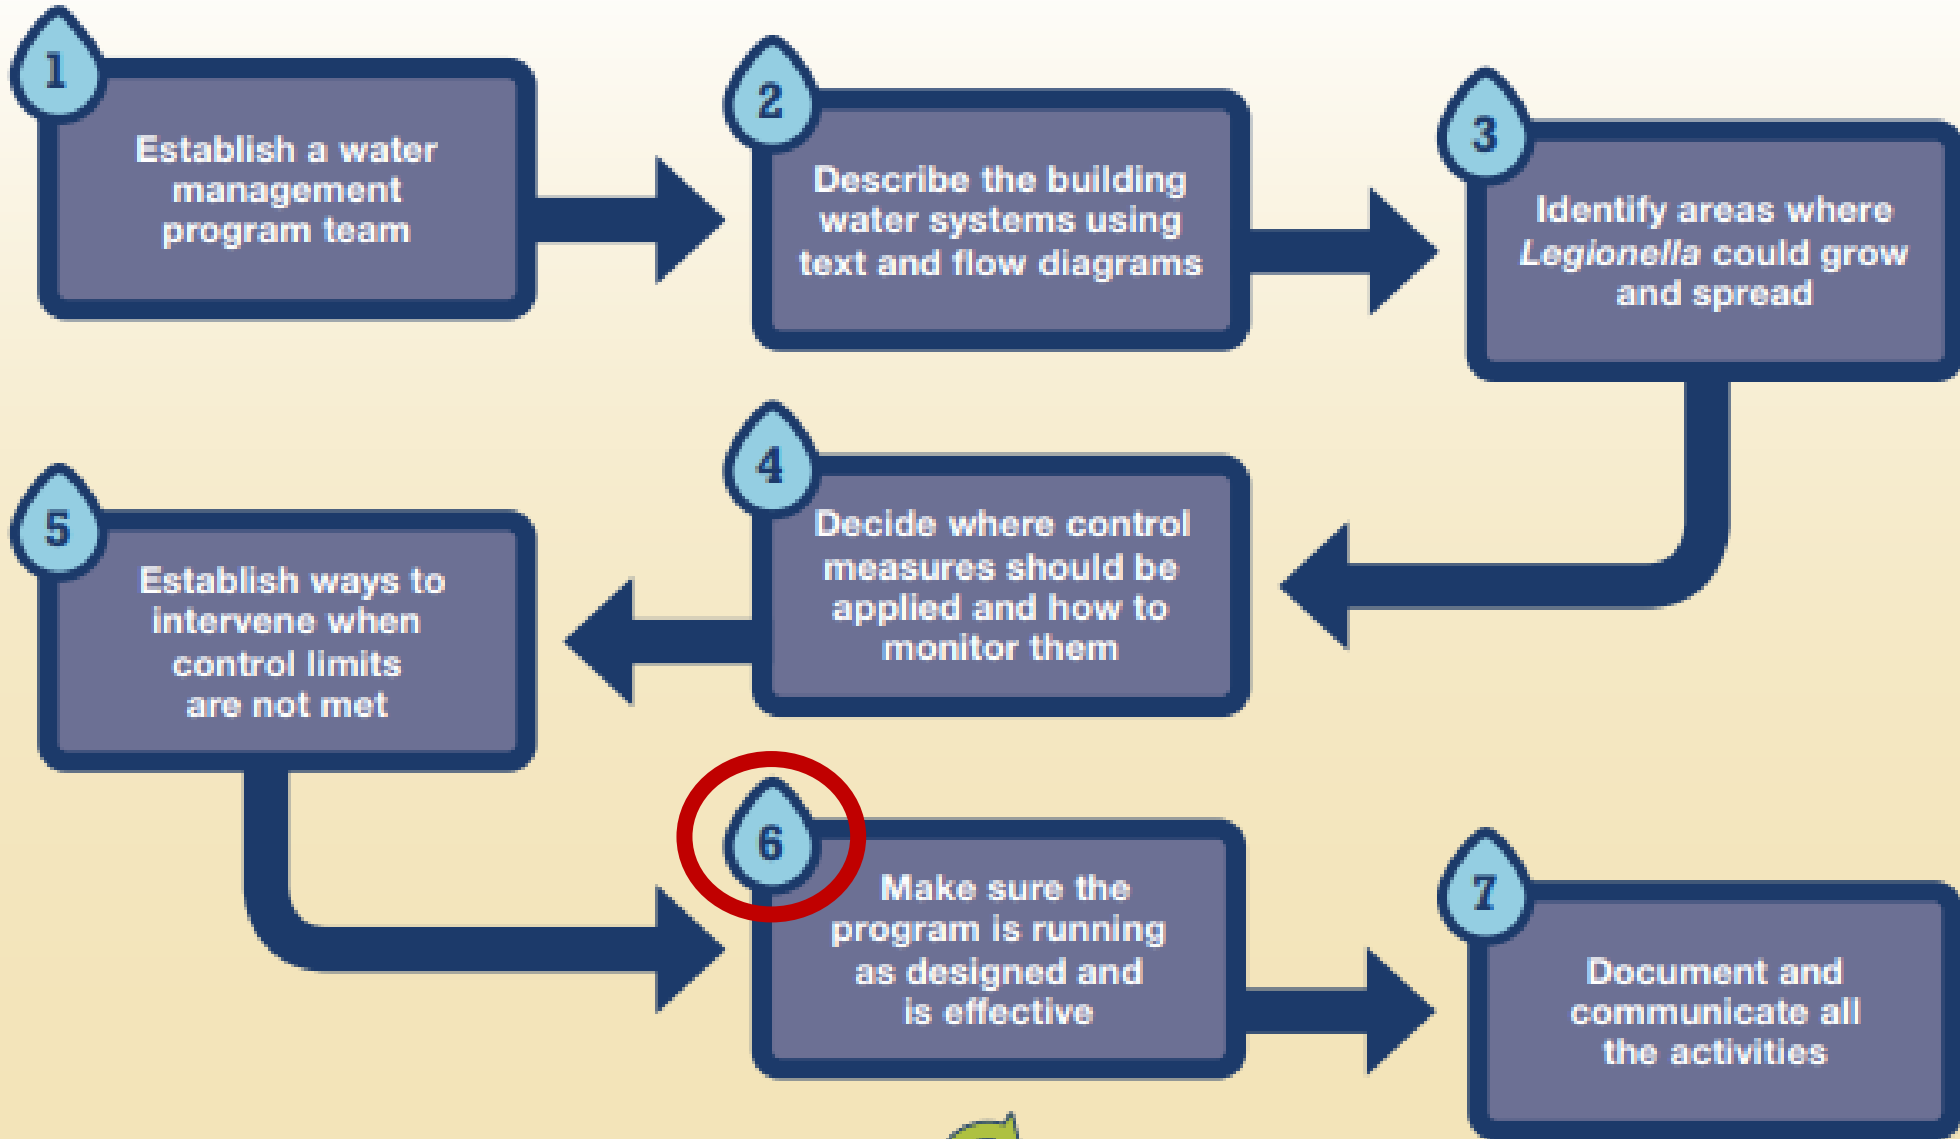 1
Establish a water
management
program team
2
Describe the building
water systems using
text and flow diagrams
3
Identify areas where
Legionella could grow
and spread
4
Decide where control
measures should be
applied and how to
monitor them
5
Establish ways to
intervene when
control limits
are not met
6
Make sure the
program is running
as designed and
is effective
7
Document and
communicate all
the activities